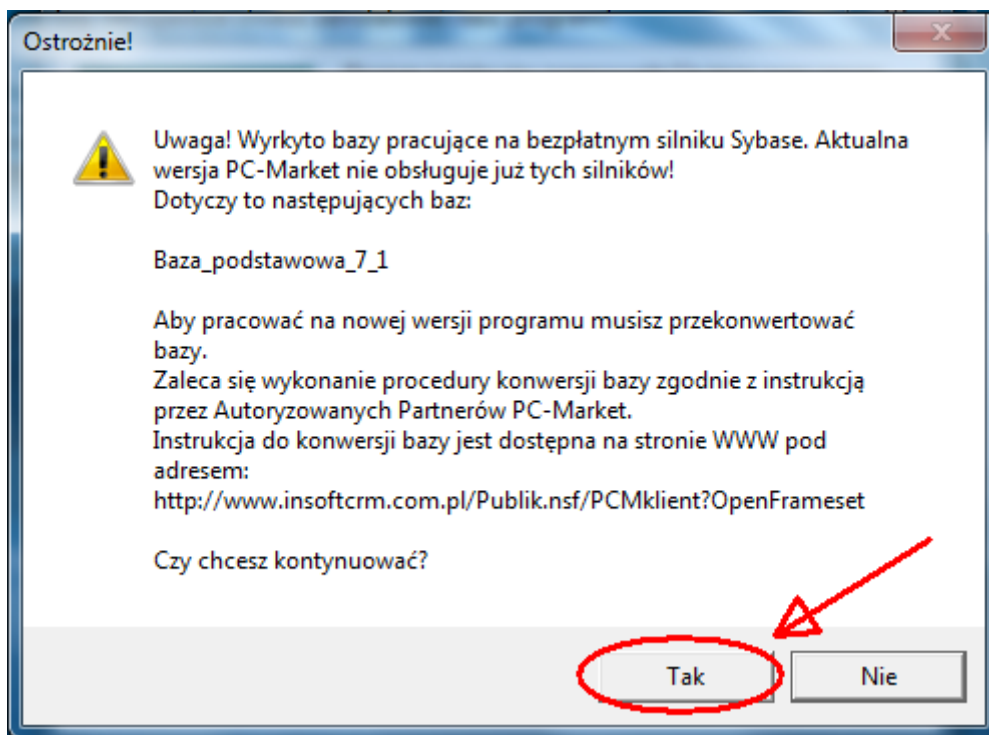 Ostrożnie!
Uwaga! Wyrkyto bazy pracujące na bezpłatnym silniku Sybase. Aktualna
wersja PC-Market nie obsługuje już tych silników!
Dotyczy to następujących baz:
Baza_podstawowa_7_1
Aby pracować na nowej wersji programu musisz przekonwertować
bazy.
Zaleca się wykonanie procedury konwersji bazy zgodnie z instrukcją
przez Autoryzowanych Partnerów PC-Market.
Instrukcja do konwersji bazy jest dostępna na stronie WWW pod
adresem:
http://www.insoftcrm.com.pl/Publik.nsf/PCMklient?OpenFrameset
Czy chcesz kontynuować?
Tak
Nie